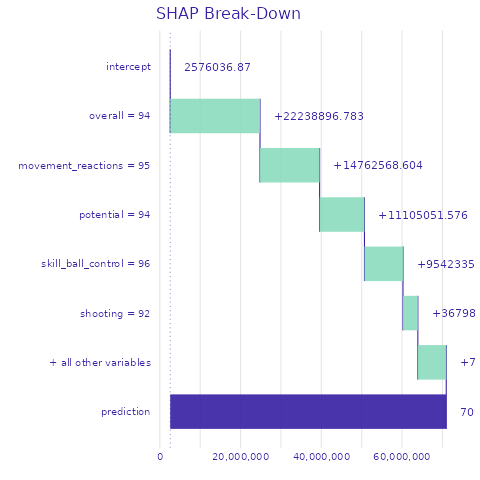 SHAP Break-Down
intercept
2576036.87
overall = 94
+22238896.783
movement_reactions = 95
+14762568.604
potential = 94
+11105051.576
skill_ball_control = 96
+9542335
shooting = 92
+36798
+ all other variables
+7
prediction
70
0
20,000,000
40,000,000
60,000,000